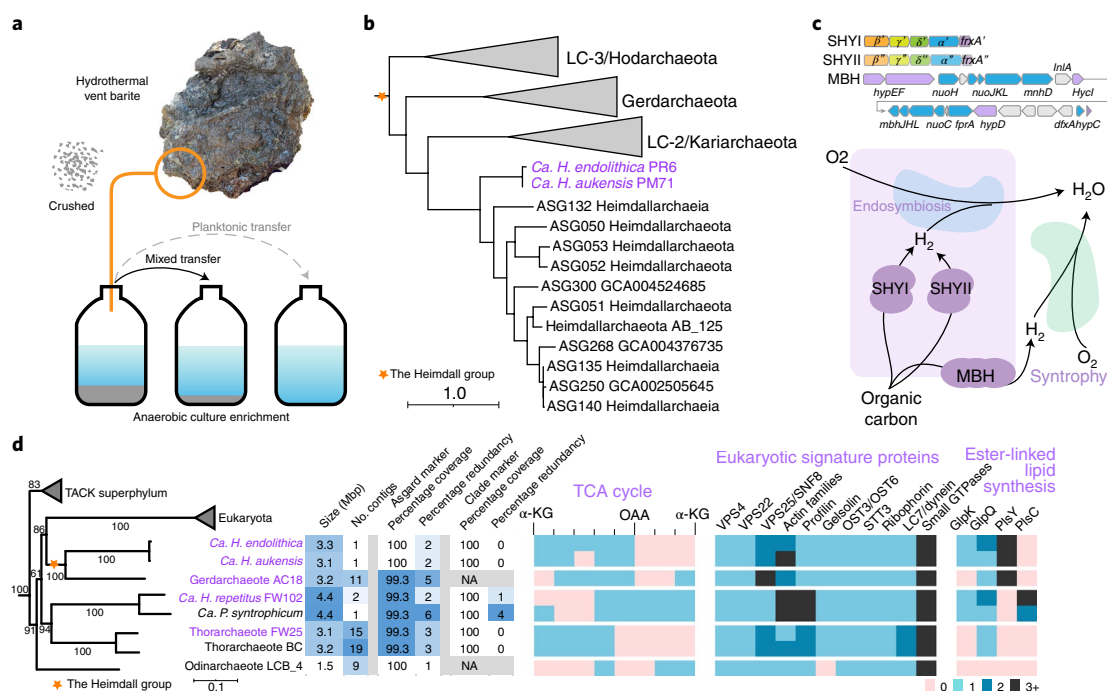 a
Hydrothermal
vent barite
Crushed
Planktonic transfer
Mixed transfer
Anaerobic culture enrichment
b
LC-3/Hodarchaeota
Gerdarchaeota
LC-2/Kariarchaeota
Ca. H. endolithica PR6
Ca. H. aukensis PM71
ASG132 Heimdallarchaeia
ASG050 Heimdallarchaeota
ASG053 Heimdallarchaeota
ASG052 Heimdallarchaeota
ASG300 GCA004524685
ASG051 Heimdallarchaeota
Heimdallarchaeota AB_125
ASG268 GCA004376735
ASG135 Heimdallarchaeia
ASG250 GCA002505645
ASG140 Heimdallarchaeia
The Heimdall group
1.0
c
SHYI β' γ' δ' α' frxA'
SHYII β" γ" δ" α" frxA"
MBH
InlA
hypEF nuoH nuoJKL mnhD HycI
mbhJHL nuoC fprA hypD dfxA hypC
O2
H2O
Endosymbiosis
H2
SHYI
SHYII
H2
MBH
O2
Syntrophy
Organic
carbon
d
83
TACK superphylum
86
100
Eukaryota
100
100
100
61
100
91
94
100
The Heimdall group
0.1
Size (Mbp)
No. contigs
Asgard marker
Percentage coverage
Percentage redundancy
Clade marker
Percentage coverage
Percentage redundancy
Ca. H. endolithica 3.3 1 100 2 100 0
Ca. H. aukensis 3.1 1 100 2 100 0
Gerdarchaeote AC18 3.2 11 99.3 5 NA
Ca. H. repetitus FW102 4.4 2 99.3 2 100 1
Ca. P. syntrophicum 4.4 1 99.3 6 100 4
Thorarchaeote FW25 3.1 15 99.3 3 100 0
Thorarchaeote BC 3.2 19 99.3 3 100 0
Odinarchaeote LCB_4 1.5 9 100 1 NA
TCA cycle
α-KG OAA α-KG
Eukaryotic signature proteins
VPS4
VPS22
VPS25/SNF8
Actin families
Profilin
Gelsolin
OST3/OST6
STT3
Ribophorin
LC7/dynein
Small GTPases
Ester-linked
lipid
synthesis
GlpK
GlpQ
PlsY
PlsC
0 1 2 3+